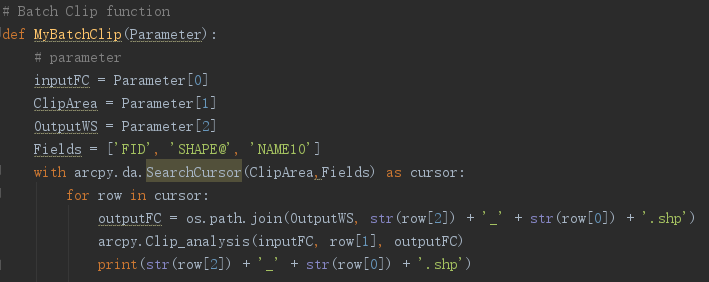 # Batch Clip function
def MyBatchClip(Parameter):
    # parameter
    inputFC = Parameter[0]
    ClipArea = Parameter[1]
    OutputWS = Parameter[2]
    Fields = ['FID', 'SHAPE@', 'NAME10']
    with arcpy.da.SearchCursor(ClipArea,Fields) as cursor:
        for row in cursor:
            outputFC = os.path.join(OutputWS, str(row[2]) + '_' + str(row[0]) + '.shp')
            arcpy.Clip_analysis(inputFC, row[1], outputFC)
            print(str(row[2]) + '_' + str(row[0]) + '.shp')